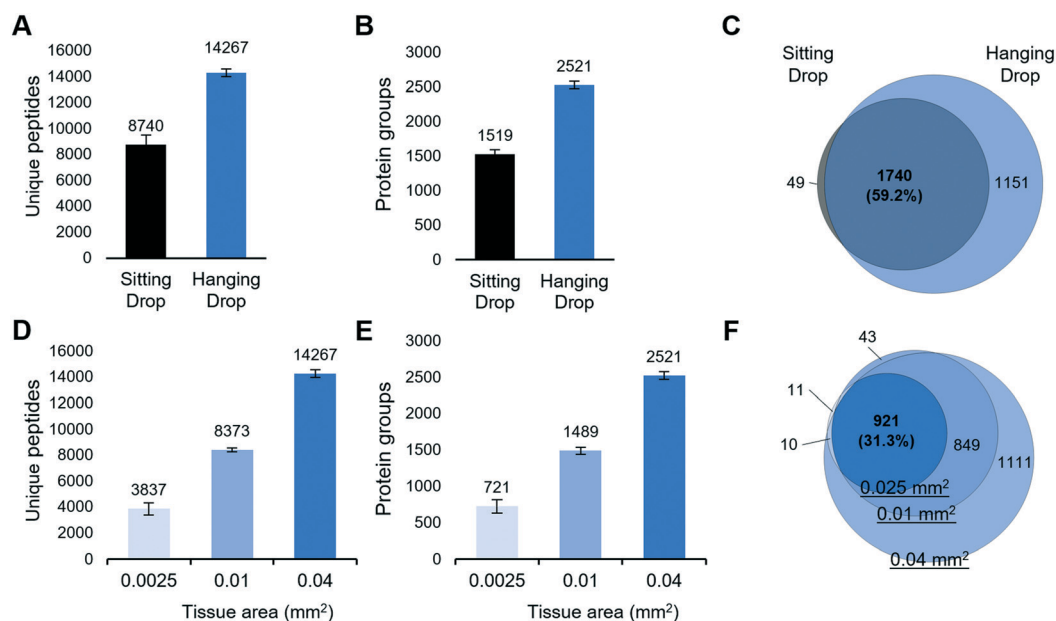 A
Unique peptides
16000
14000
12000
10000
8000
6000
4000
2000
0
8740
14267
Sitting
Drop
Hanging
Drop
B
Protein groups
3000
2500
2000
1500
1000
500
0
1519
2521
Sitting
Drop
Hanging
Drop
C
Sitting
Drop
Hanging
Drop
49
1740
(59.2%)
1151
D
Unique peptides
16000
14000
12000
10000
8000
6000
4000
2000
0
3837
8373
14267
0.0025
0.01
0.04
Tissue area (mm²)
E
Protein groups
3000
2500
2000
1500
1000
500
0
721
1489
2521
0.0025
0.01
0.04
Tissue area (mm²)
F
43
11
10
921
(31.3%)
849
1111
0.025 mm²
0.01 mm²
0.04 mm²